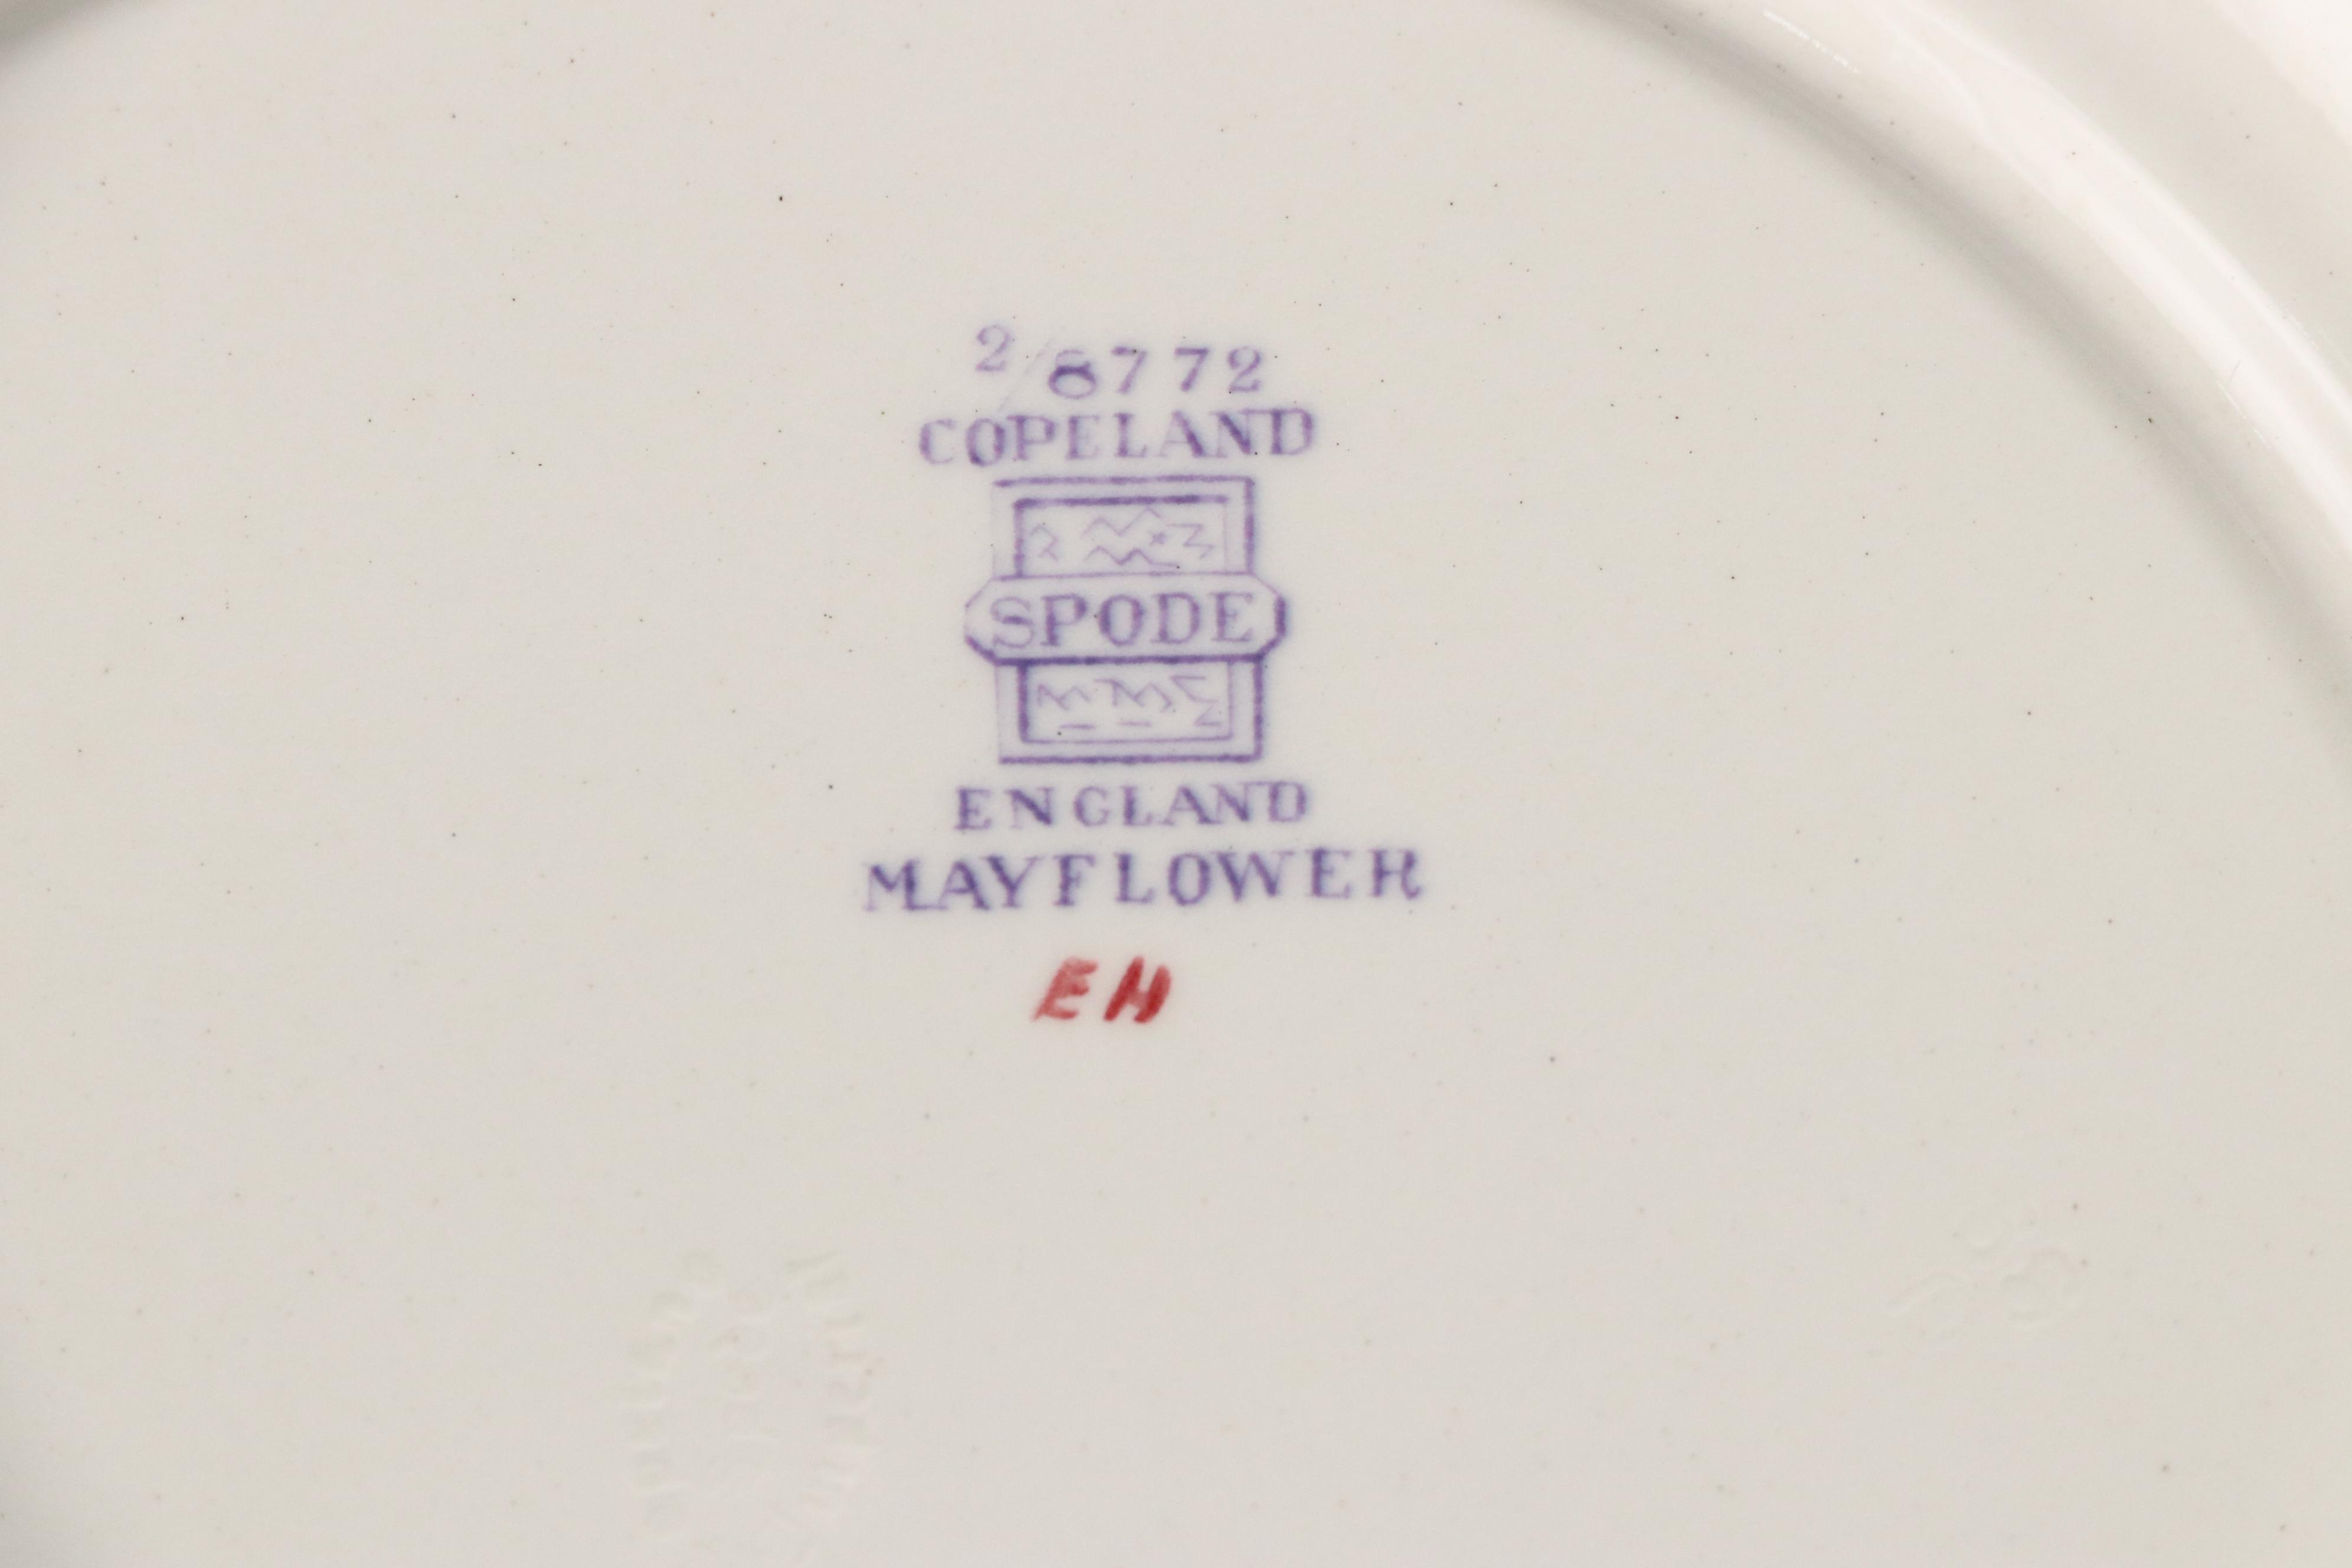 2/8772
COPELAND
SPODE
ENGLAND
MAYFLOWER
EH